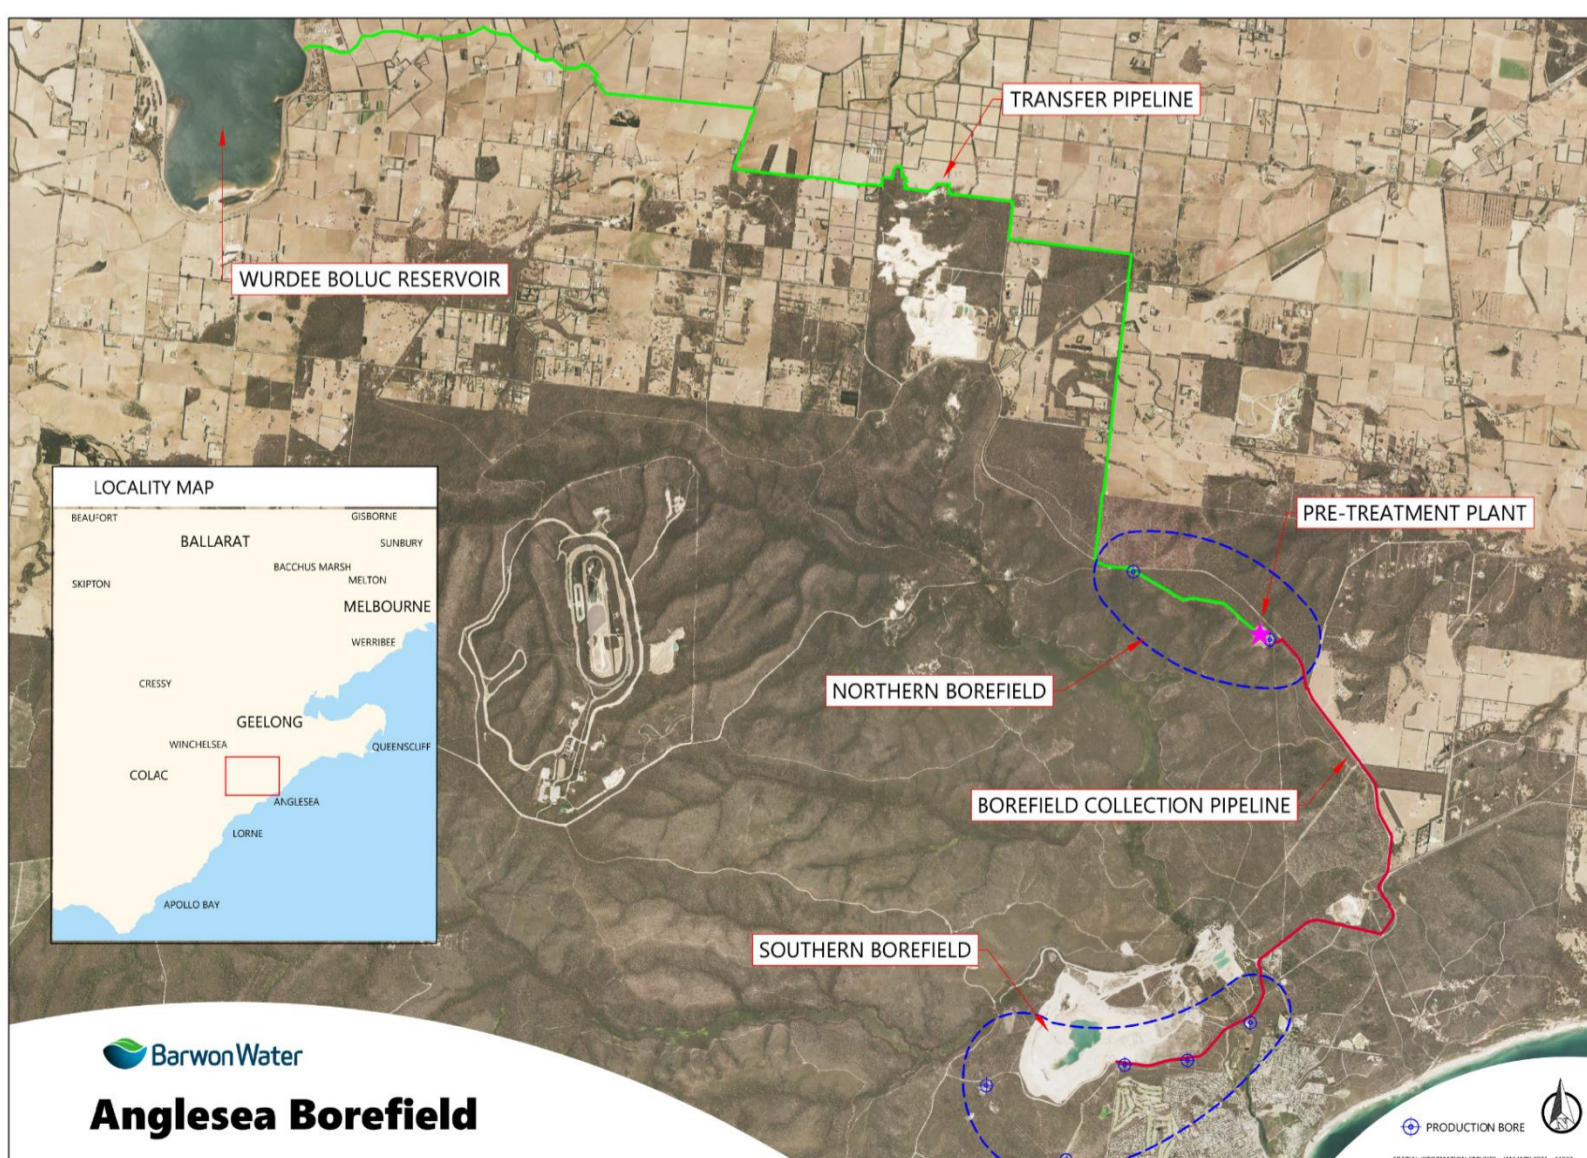 TRANSFER PIPELINE
WURDEE BOLUC RESERVOIR
LOCALITY MAP
BEAUFORT
GISBORNE
BALLARAT
SUNBURY
BACCHUS MARSH
SKIPTON
MELTON
MELBOURNE
WERRIBEE
CRESSY
GEELONG
WINCHELSEA
QUEENSCLIFF
COLAC
ANGLESEA
LORNE
APOLLO BAY
PRE-TREATMENT PLANT
NORTHERN BOREFIELD
BOREFIELD COLLECTION PIPELINE
SOUTHERN BOREFIELD
Barwon Water
Anglesea Borefield
PRODUCTION BORE